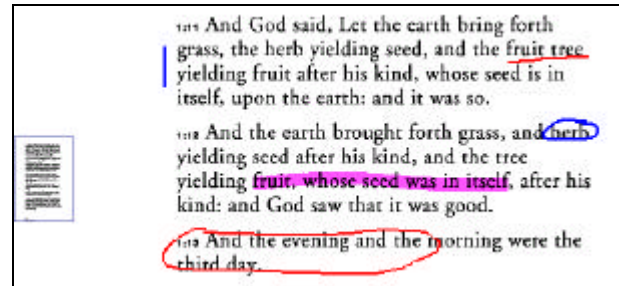 1:11 And God said, Let the earth bring forth
grass, the herb yielding seed, and the fruit tree
yielding fruit after his kind, whose seed is in
itself, upon the earth: and it was so.
1:12 And the earth brought forth grass, and herb
yielding seed after his kind, and the tree
yielding fruit, whose seed was in itself, after his
kind: and God saw that it was good.
1:13 And the evening and the morning were the
third day.